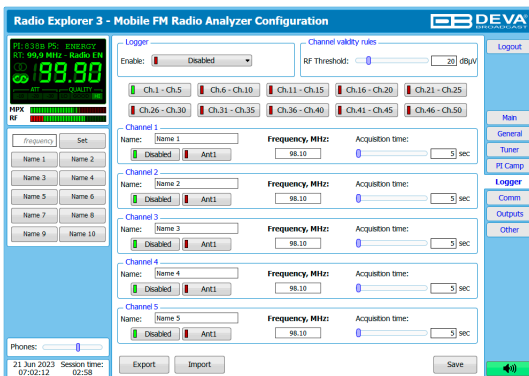 Radio Explorer 3 - Mobile FM Radio Analyzer Configuration
DEVA
BROADCAST
PI: 838B PS: ENERGY
RT: 99,9 MHz - Radio EN
99.90
ATT QUALITY
MPX
RF
frequency Set
Name 1 Name 2
Name 3 Name 4
Name 5 Name 6
Name 7 Name 8
Name 9 Name 10
Phones:
21 Jun 2023 Session time:
07:02:12 02:58
Logger
Enable: Disabled
Channel valdity rules
RF Threshold: 20 dBµV
Ch.1 - Ch.5 Ch.6 - Ch.10 Ch.11 - Ch.15 Ch.16 - Ch.20 Ch.21 - Ch.25
Ch.26 - Ch.30 Ch.31 - Ch.35 Ch.36 - Ch.40 Ch.41 - Ch.45 Ch.46 - Ch.50
Channel 1
Name: Name 1 Frequency, MHz: Acquisition time:
Disabled Ant1 98.10 5 sec
Channel 2
Name: Name 2 Frequency, MHz: Acquisition time:
Disabled Ant1 98.10 5 sec
Channel 3
Name: Name 3 Frequency, MHz: Acquisition time:
Disabled Ant1 98.10 5 sec
Channel 4
Name: Name 4 Frequency, MHz: Acquisition time:
Disabled Ant1 98.10 5 sec
Channel 5
Name: Name 5 Frequency, MHz: Acquisition time:
Disabled Ant1 98.10 5 sec
Export Import Save
Logout
Main
General
Tuner
PI Camp
Logger
Comm
Outputs
Other